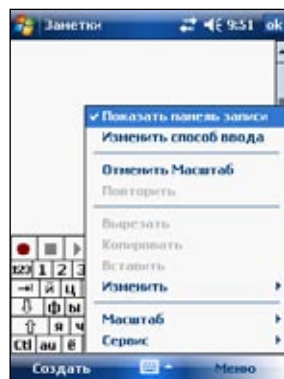 Заметки 9:51 ok
✓ Показать панель записи
Изменить способ ввода
Отменить Масштаб
Повторить
Вырезать
Копировать
Вставить
Изменить
Масштаб
Сервис
123 1 2 3
й ц
ф ы
я ч
Ctl au ё
Создать Меню